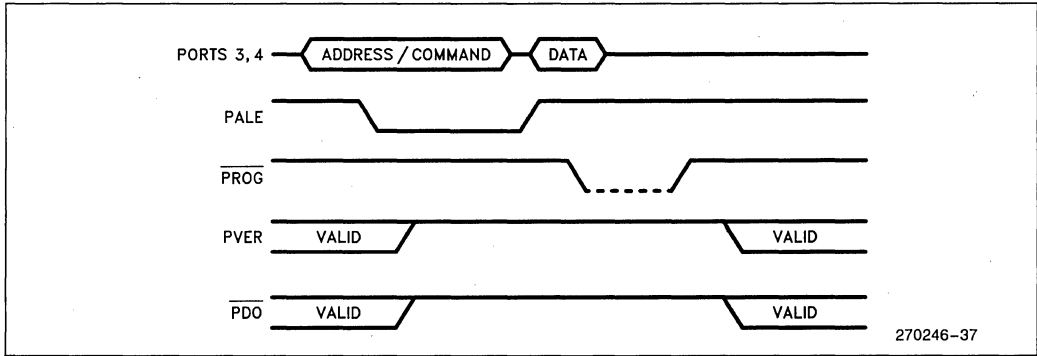 PORTS 3, 4 ADDRESS / COMMAND DATA
PALE
PROG
PVER VALID VALID
PDO VALID VALID
270246-37